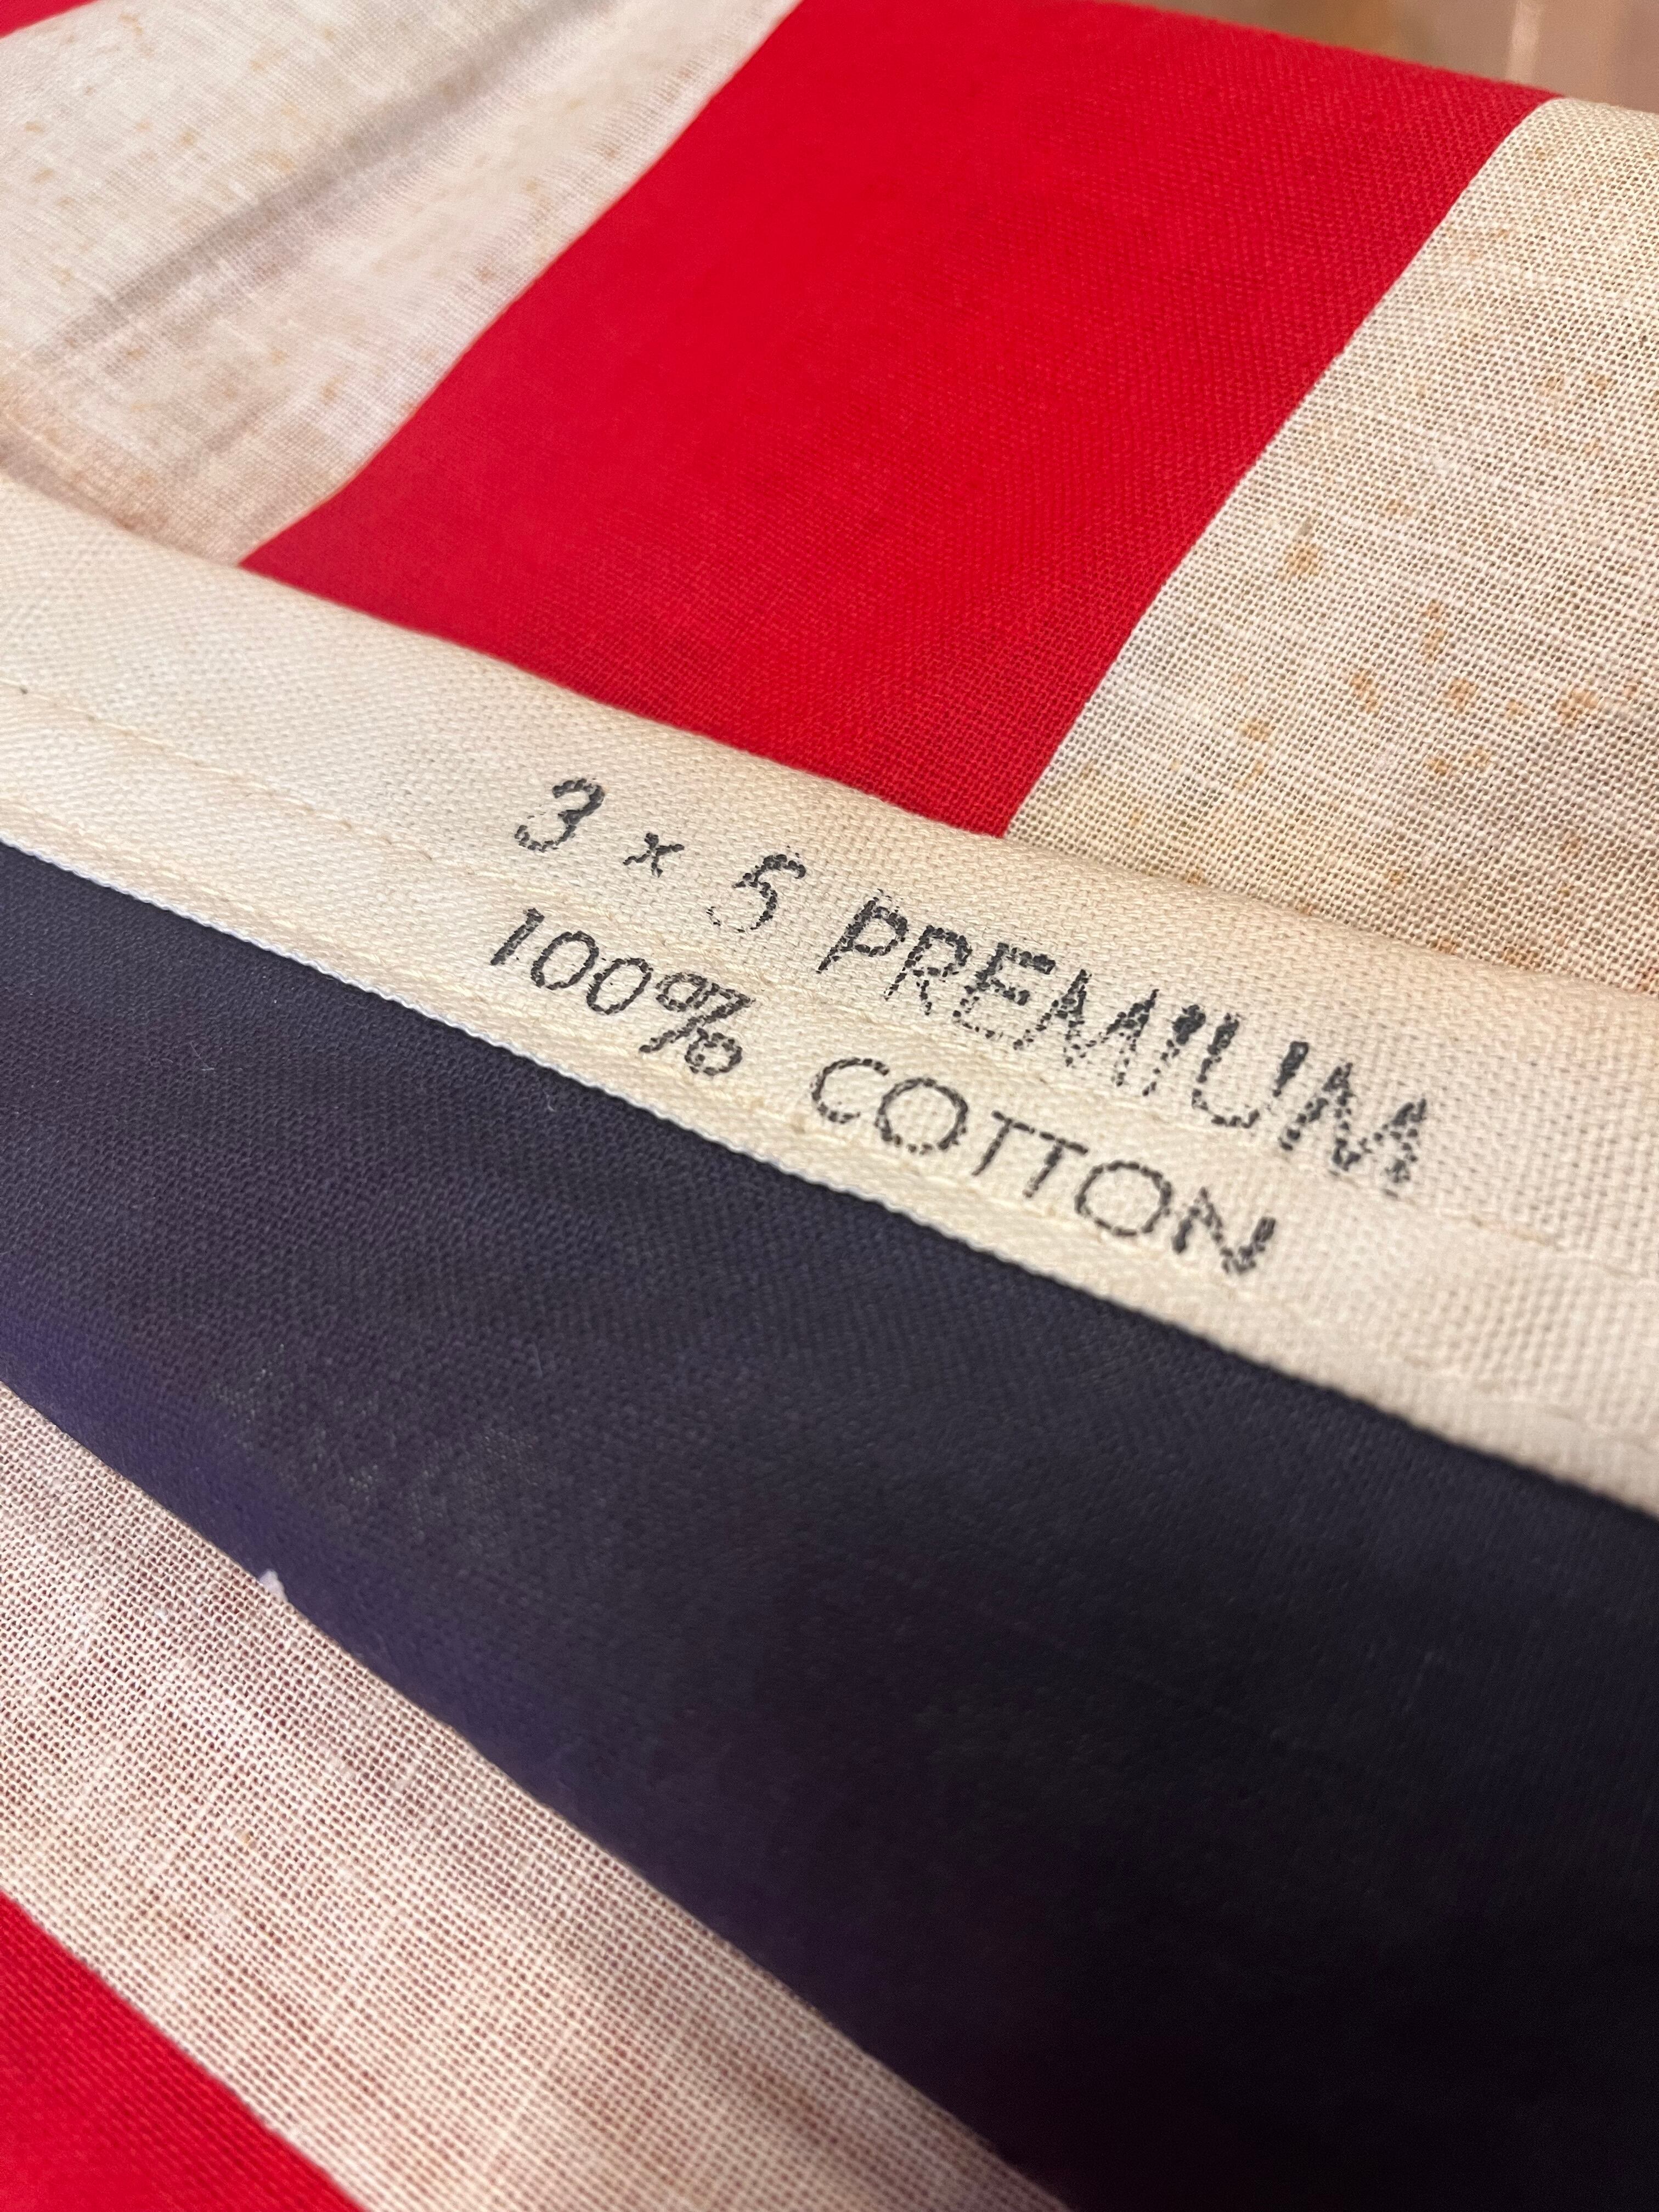 3 x 5 PREMIUM
100% COTTON